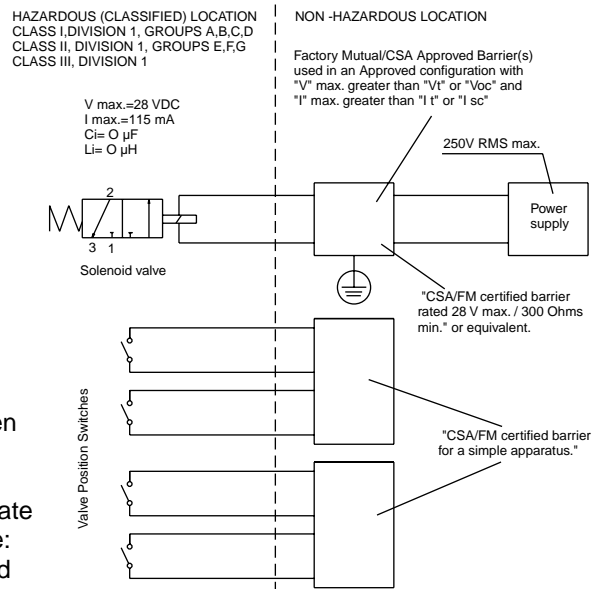 HAZARDOUS (CLASSIFIED) LOCATION
CLASS I,DIVISION 1, GROUPS A,B,C,D
CLASS II, DIVISION 1, GROUPS E,F,G
CLASS III, DIVISION 1
NON -HAZARDOUS LOCATION
Factory Mutual/CSA Approved Barrier(s)
used in an Approved configuration with
"V" max. greater than "Vt" or "Voc" and
"I" max. greater than "I t" or "I sc"
V max.=28 VDC
I max.=115 mA
Ci= O µF
Li= O µH
250V RMS max.
2
3 1
Solenoid valve
Power
supply
"CSA/FM certified barrier
rated 28 V max. / 300 Ohms
min." or equivalent.
Valve Position Switches
"CSA/FM certified barrier
for a simple apparatus."
en
ate
e:
d